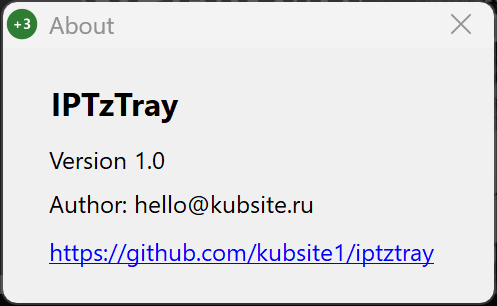 +3 About
IPTzTray
Version 1.0
Author: hello@kubsite.ru
https://github.com/kubsite1/iptztray